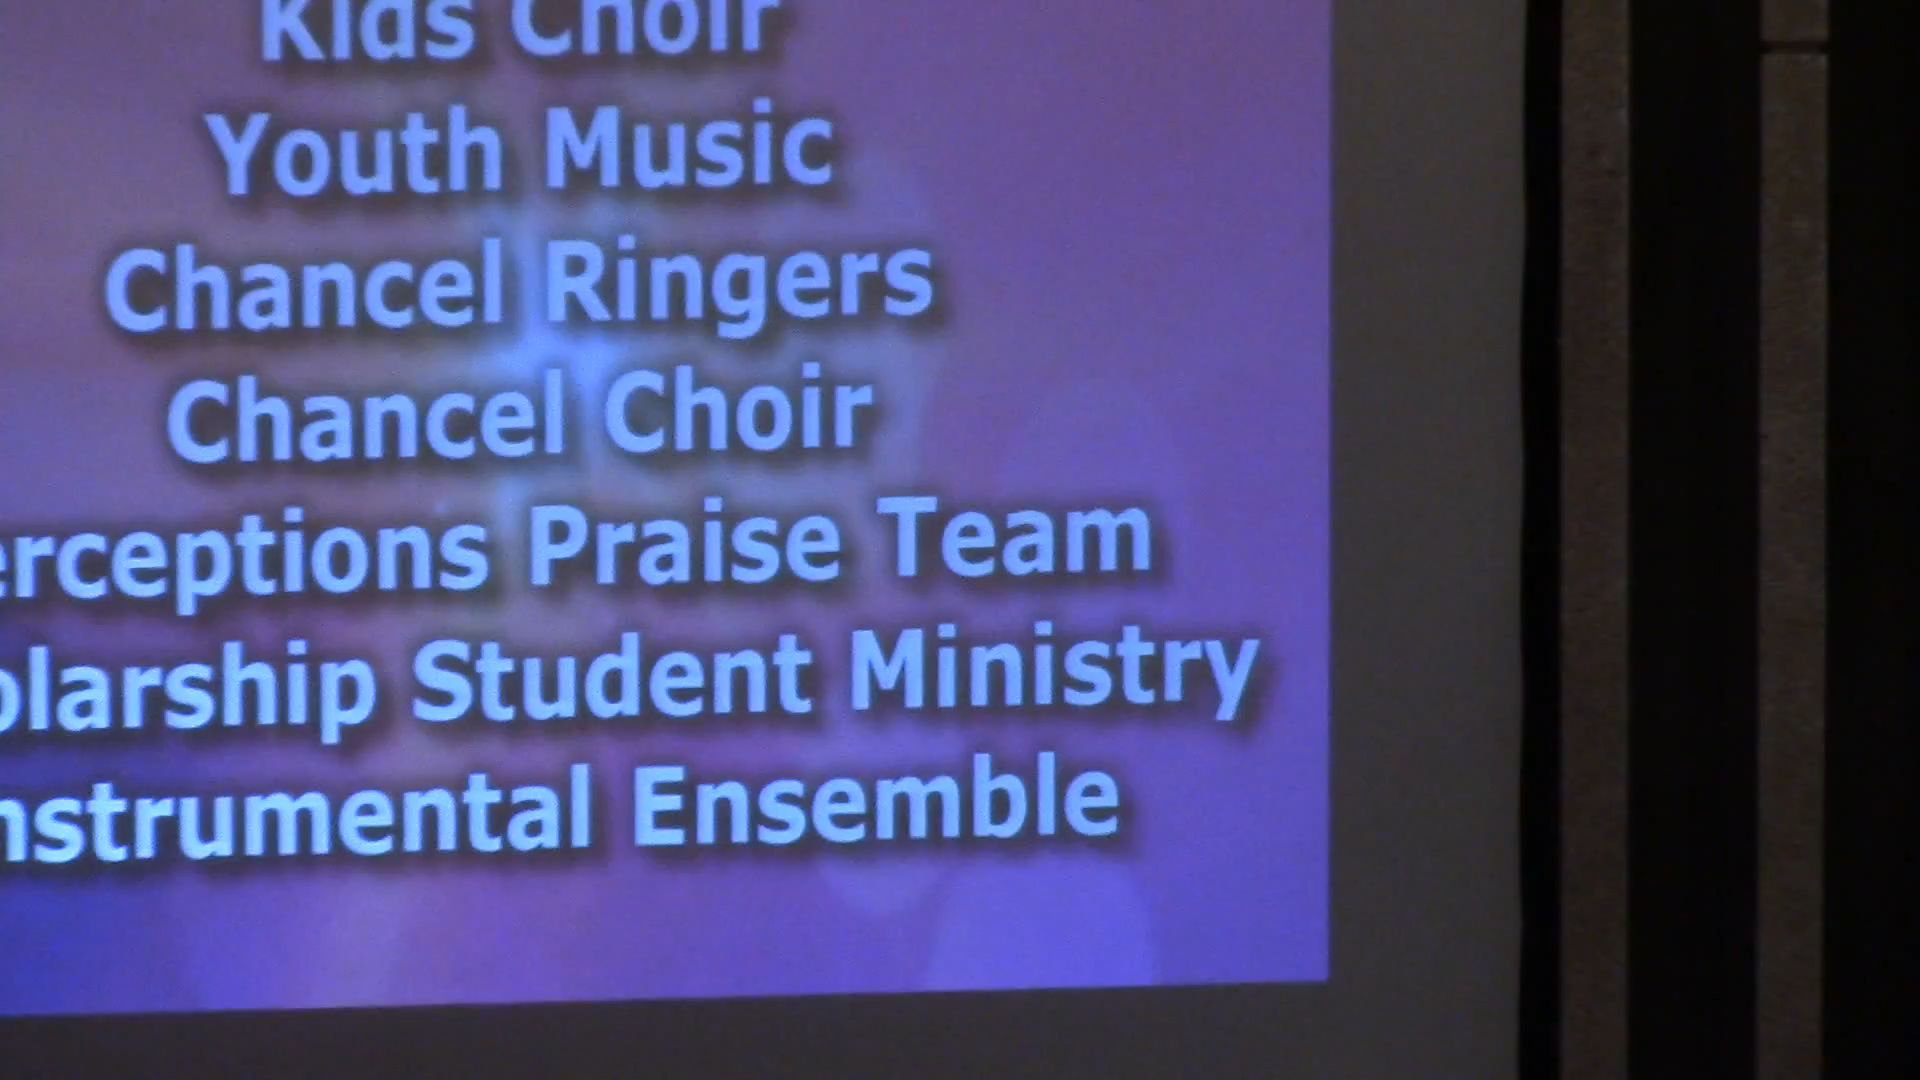 Kids Choir
Youth Music
Chancel Ringers
Chancel Choir
erceptions Praise Team
olarship Student Ministry
nstrumental Ensemble